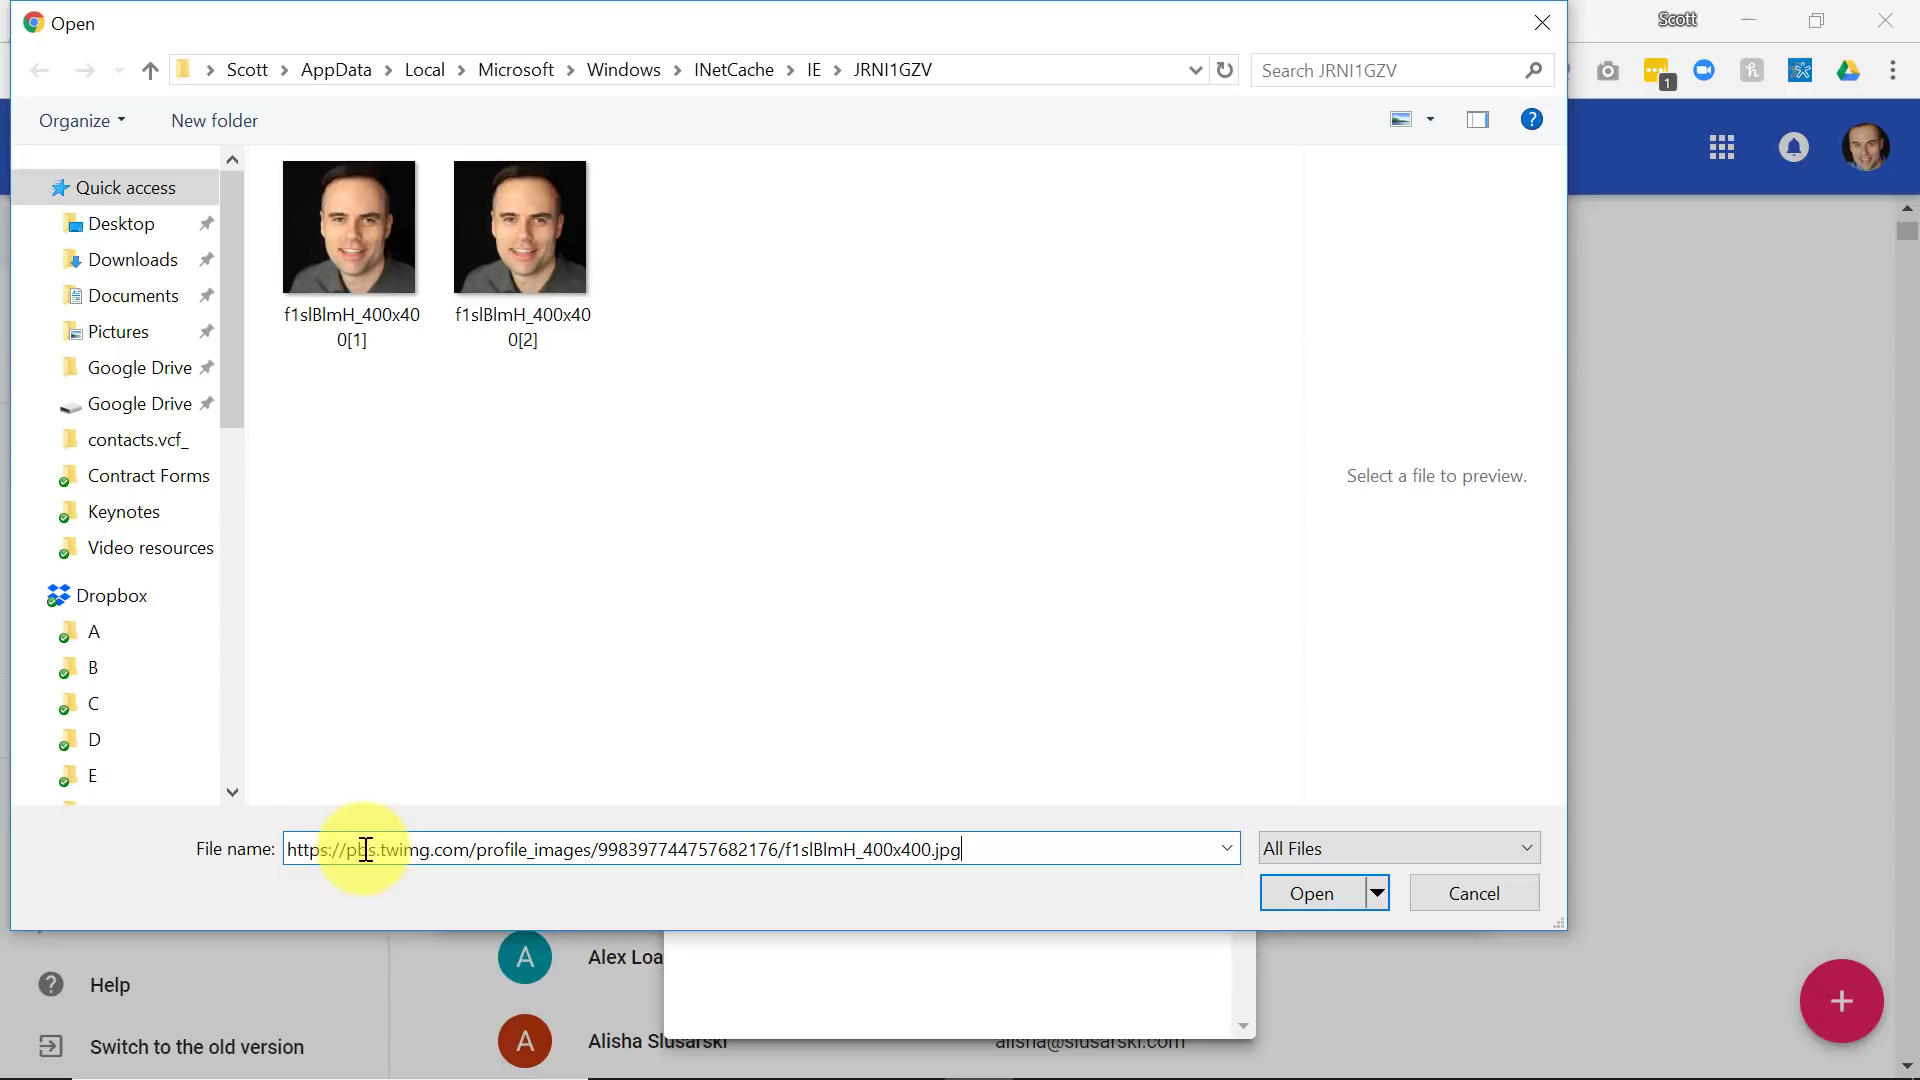 Open
Scott
Scott
AppData
Local
Microsoft
Windows
INetCache
IE
JRNI1GZV
Search JRNI1GZV
1
Organize
New folder
?
Quick access
Desktop
Downloads
Documents
Pictures
Google Drive
Google Drive
contacts.vcf_
Contract Forms
Keynotes
Video resources
Dropbox
A
B
C
D
E
f1slBlmH_400x40
0[1]
f1slBlmH_400x40
0[2]
Select a file to preview.
File name:
https://pbs.twimg.com/profile_images/998397744757682176/f1slBlmH_400x400.jpg
All Files
Open
Cancel
A
Alex Loa
Help
A
Alisha Slusarski
alisha@slusarski.com
Switch to the old version